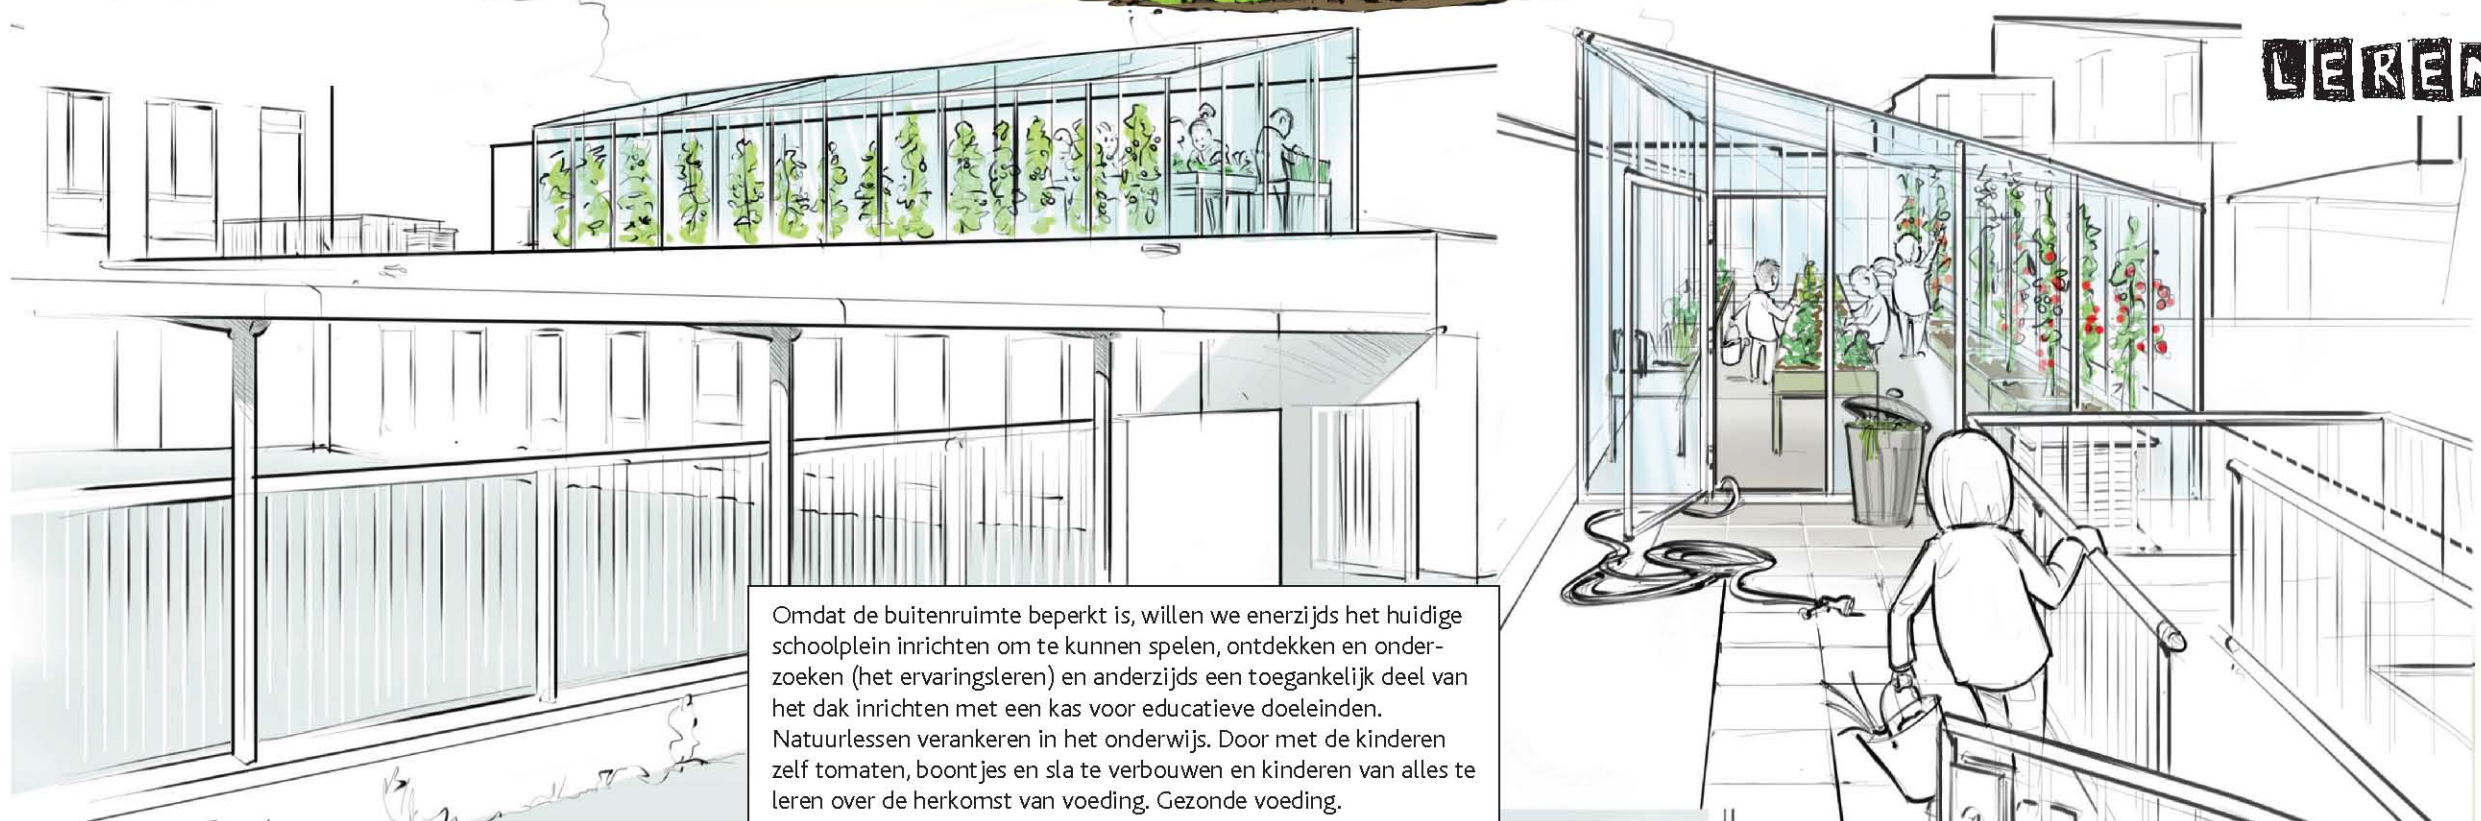 LEREN
Omdat de buitenruimte beperkt is, willen we enerzijds het huidige
schoolplein inrichten om te kunnen spelen, ontdekken en onder-
zoeken (het ervaringsleren) en anderzijds een toegankelijk deel van
het dak inrichten met een kas voor educatieve doeleinden.
Natuurlessen verankeren in het onderwijs. Door met de kinderen
zelf tomaten, boontjes en sla te verbouwen en kinderen van alles te
leren over de herkomst van voeding. Gezonde voeding.